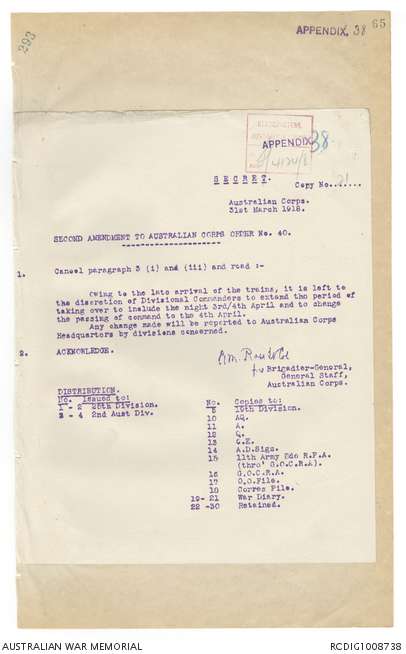 293
APPENDIX. 38 65
HEADQUARTERS
APPENDIX 38
S E C R E T.
Copy No...21....
Australian Corps.
31st March 1918.
SECOND AMENDMENT TO AUSTRALIAN CORPS ORDER No. 40.
1. Cancel paragraph 3 (i) and (iii) and read :-
Owing to the late arrival of the trains, it is left to
the discretion of Divisional Commanders to extend the period of
taking over to include the night 3rd/4th April and to change
the passing of command to the 4th April.
Any change made will be reported to Australian Corps
Headquarters by divisions concerned.
2. ACKNOWLEDGE.
for Brigadier-General,
General Staff,
Australian Corps.
DISTRIBUTION.
No. Issued to:
1 - 2 25th Division.
3 - 4 2nd Aust Div.
No. Copies to:
5 19th Division.
10 AQ.
11 A.
12 Q.
13 C.E.
14 A.D.Sigs.
15 11th Army Bde R.F.A.
(thro' G.O.C.R.A).
16 G.O.C.R.A.
17 G.O.File.
18 Corres File.
19- 21 War Diary.
22 -30 Retained.
AUSTRALIAN WAR MEMORIAL
RCDIG1008738